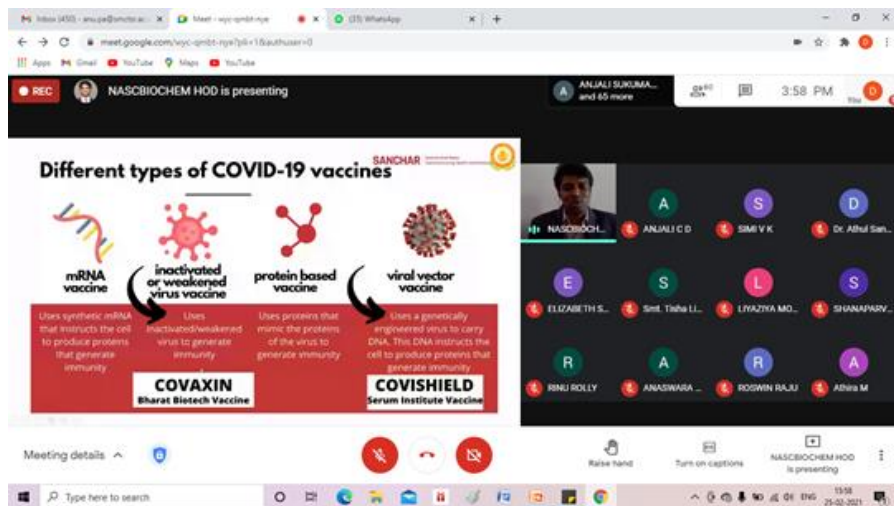 Inbox (450) - anu.pe@smctsr.ac
Meet - wyc-qmbt-nye
(35) WhatsApp
meet.google.com/wyc-qmbt-nye?pli=1&authuser=0
Apps
Gmail
YouTube
Maps
YouTube
REC
NASCBIOCHEM HOD is presenting
ANJALI SUKUMA...
and 65 more
3:58 PM
You
Different types of COVID-19 vaccines
SANCHAR
mRNA
vaccine
inactivated
or weakened
virus vaccine
protein based
vaccine
viral vector
vaccine
Uses synthetic mRNA
that instructs the cell
to produce proteins
that generate
immunity
Uses
inactivated/weakened
virus to generate
immunity
Uses proteins that
mimic the proteins
of the virus to
generate immunity
Uses a genetically
engineered virus to carry
DNA. This DNA instructs the
cell to produce proteins that
generate immunity
COVAXIN
Bharat Biotech Vaccine
COVISHIELD
Serum Institute Vaccine
NASCBIOCH...
A
ANJALI C D
S
SIMI V K
D
Dr. Athul San...
E
ELIZABETH S...
S
Smt. Tisha Li...
L
LIYAZIYA MO...
S
SHANAPARV...
R
RINU ROLLY
A
ANASWARA ...
R
ROSWIN RAJU
A
Athira M
Meeting details
Raise hand
Turn on captions
NASCBIOCHEM HOD
is presenting
Type here to search
ENG
15:58
25-02-2021